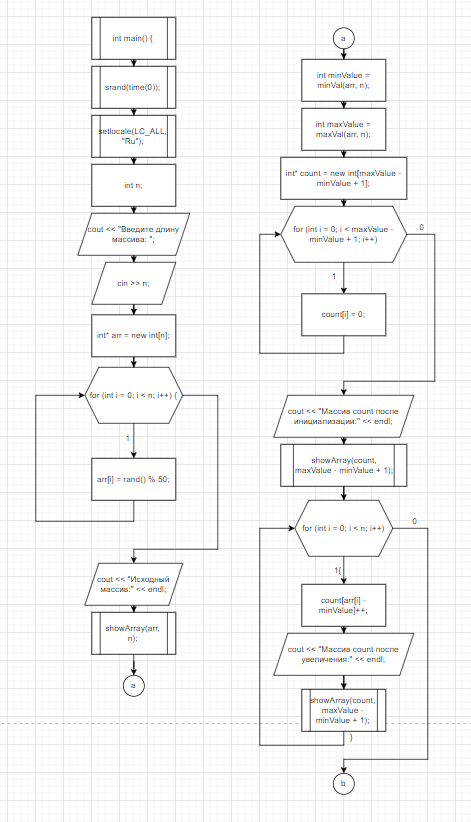 int main() {
srand(time(0));
setlocale(LC_ALL,
"Ru");
int n;
cout << "Введите длину
массива: ";
cin >> n;
int* arr = new int[n];
for (int i = 0; i < n; i++) {
1
arr[i] = rand() % 50;
cout << "Исходный
массив:" << endl;
showArray(arr,
n);
a
a
int minValue =
minVal(arr, n);
int maxValue =
maxVal(arr, n);
int* count = new int[maxValue -
minValue + 1];
for (int i = 0; i < maxValue -
minValue + 1; i++)
0
1
count[i] = 0;
cout << "Массив count после
инициализации:" << endl;
showArray(count,
maxValue - minValue + 1);
for (int i = 0; i < n; i++)
0
1{
count[arr[i] -
minValue]++;
cout << "Массив count после
увеличения:" << endl;
showArray(count,
maxValue -
minValue + 1);
}
b